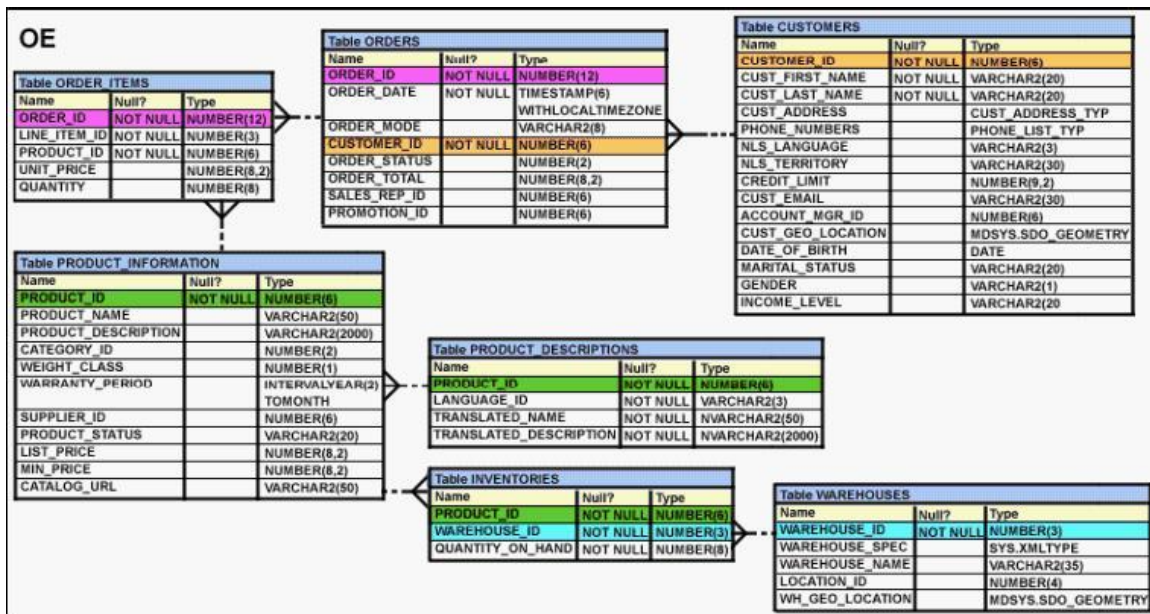 OE
Table ORDER_ITEMS
Name Null? Type
ORDER_ID NOT NULL NUMBER(12)
LINE_ITEM_ID NOT NULL NUMBER(3)
PRODUCT_ID NOT NULL NUMBER(6)
UNIT_PRICE NUMBER(8,2)
QUANTITY NUMBER(8)
Table ORDERS
Name Null? Type
ORDER_ID NOT NULL NUMBER(12)
ORDER_DATE NOT NULL TIMESTAMP(6)
WITHLOCALTIMEZONE
ORDER_MODE VARCHAR2(8)
CUSTOMER_ID NOT NULL NUMBER(6)
ORDER_STATUS NUMBER(2)
ORDER_TOTAL NUMBER(8,2)
SALES_REP_ID NUMBER(6)
PROMOTION_ID NUMBER(6)
Table CUSTOMERS
Name Null? Type
CUSTOMER_ID NOT NULL NUMBER(6)
CUST_FIRST_NAME NOT NULL VARCHAR2(20)
CUST_LAST_NAME NOT NULL VARCHAR2(20)
CUST_ADDRESS CUST_ADDRESS_TYP
PHONE_NUMBERS PHONE_LIST_TYP
NLS_LANGUAGE VARCHAR2(3)
NLS_TERRITORY VARCHAR2(30)
CREDIT_LIMIT NUMBER(9,2)
CUST_EMAIL VARCHAR2(30)
ACCOUNT_MGR_ID NUMBER(6)
CUST_GEO_LOCATION MDSYS.SDO_GEOMETRY
DATE_OF_BIRTH DATE
MARITAL_STATUS VARCHAR2(20)
GENDER VARCHAR2(1)
INCOME_LEVEL VARCHAR2(20
Table PRODUCT_INFORMATION
Name Null? Type
PRODUCT_ID NOT NULL NUMBER(6)
PRODUCT_NAME VARCHAR2(50)
PRODUCT_DESCRIPTION VARCHAR2(2000)
CATEGORY_ID NUMBER(2)
WEIGHT_CLASS NUMBER(1)
WARRANTY_PERIOD INTERVALYEAR(2)
TOMONTH
SUPPLIER_ID NUMBER(6)
PRODUCT_STATUS VARCHAR2(20)
LIST_PRICE NUMBER(8,2)
MIN_PRICE NUMBER(8,2)
CATALOG_URL VARCHAR2(50)
Table PRODUCT_DESCRIPTIONS
Name Null? Type
PRODUCT_ID NOT NULL NUMBER(6)
LANGUAGE_ID NOT NULL VARCHAR2(3)
TRANSLATED_NAME NOT NULL NVARCHAR2(50)
TRANSLATED_DESCRIPTION NOT NULL NVARCHAR2(2000)
Table INVENTORIES
Name Null? Type
PRODUCT_ID NOT NULL NUMBER(6)
WAREHOUSE_ID NOT NULL NUMBER(3)
QUANTITY_ON_HAND NOT NULL NUMBER(8)
Table WAREHOUSES
Name Null? Type
WAREHOUSE_ID NOT NULL NUMBER(3)
WAREHOUSE_SPEC SYS.XMLTYPE
WAREHOUSE_NAME VARCHAR2(35)
LOCATION_ID NUMBER(4)
WH_GEO_LOCATION MDSYS.SDO_GEOMETRY